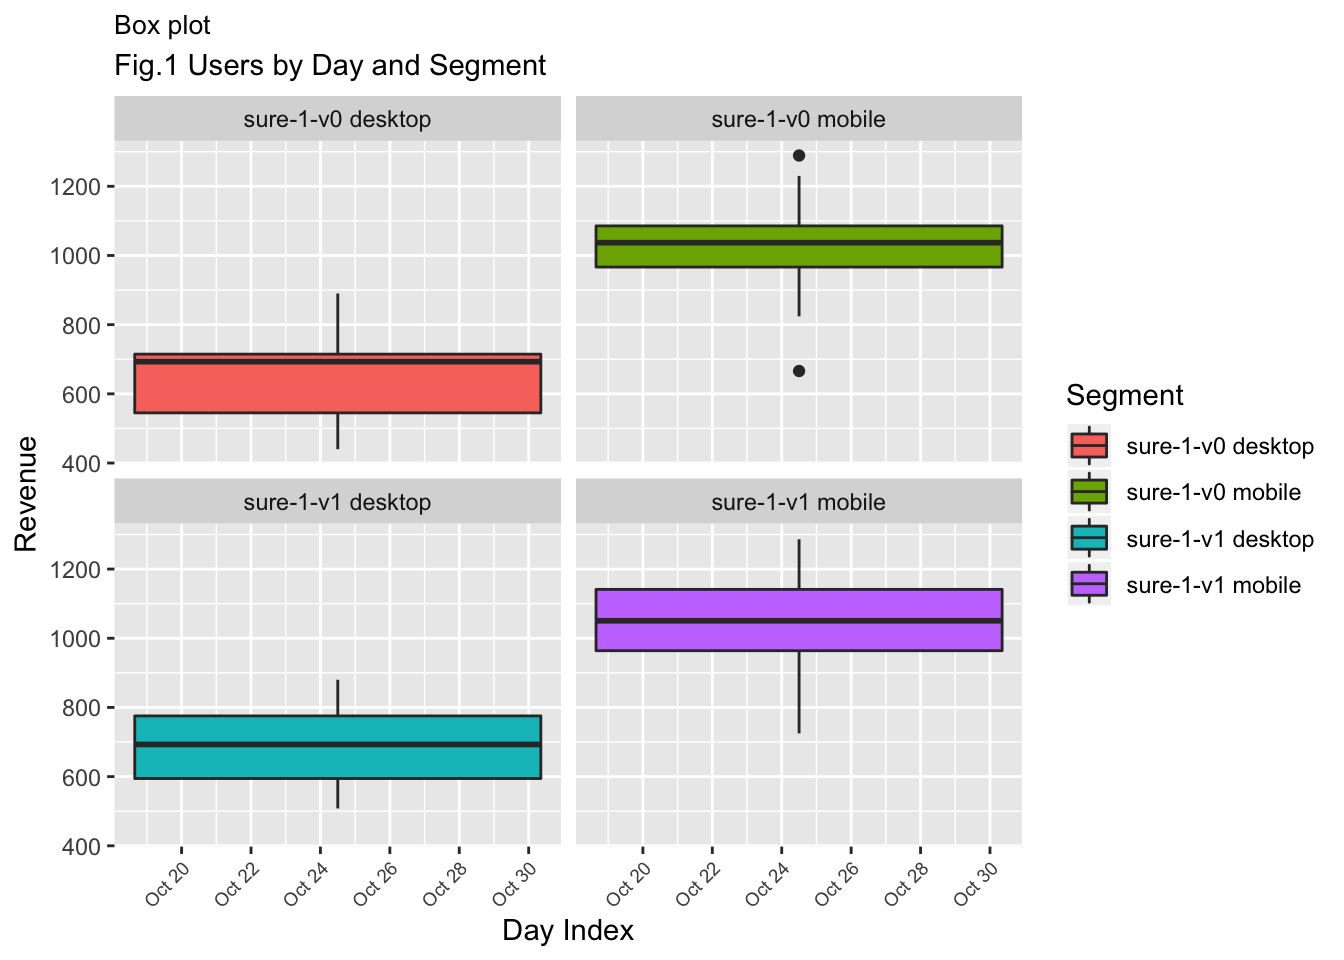 Box plot
Fig.1 Users by Day and Segment
sure-1-v0 desktop
sure-1-v0 mobile
1200
1000
800
600
400
sure-1-v1 desktop
sure-1-v1 mobile
1200
1000
800
600
400
Revenue
Oct 20
Oct 22
Oct 24
Oct 26
Oct 28
Oct 30
Oct 20
Oct 22
Oct 24
Oct 26
Oct 28
Oct 30
Day Index
Segment
sure-1-v0 desktop
sure-1-v0 mobile
sure-1-v1 desktop
sure-1-v1 mobile